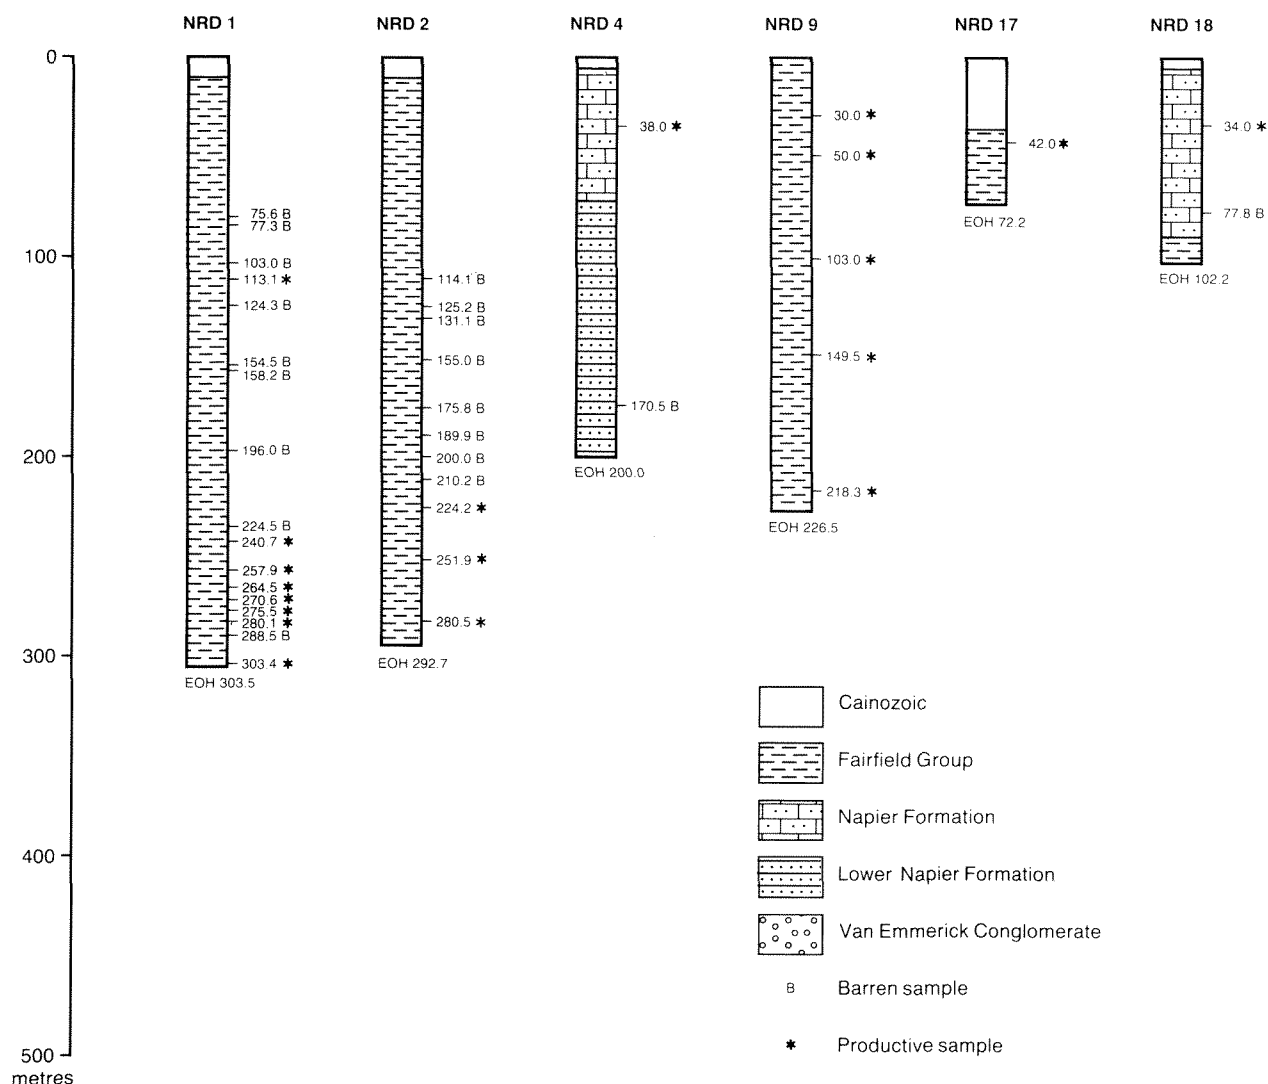 NRD 1
NRD 2
NRD 4
NRD 9
NRD 17
NRD 18
0
100
200
300
400
500
metres
75.6 B
77.3 B
103.0 B
113.1 *
124.3 B
154.5 B
158.2 B
196.0 B
224.5 B
240.7 *
257.9 *
264.5 *
270.6 *
275.5 *
280.1 *
288.5 B
303.4 *
EOH 303.5
114.1 B
125.2 B
131.1 B
155.0 B
175.8 B
189.9 B
200.0 B
210.2 B
224.2 *
251.9 *
280.5 *
EOH 292.7
38.0 *
170.5 B
EOH 200.0
30.0 *
50.0 *
103.0 *
149.5 *
218.3 *
EOH 226.5
42.0 *
EOH 72.2
34.0 *
77.8 B
EOH 102.2
Cainozoic
Fairfield Group
Napier Formation
Lower Napier Formation
Van Emmerick Conglomerate
B Barren sample
* Productive sample